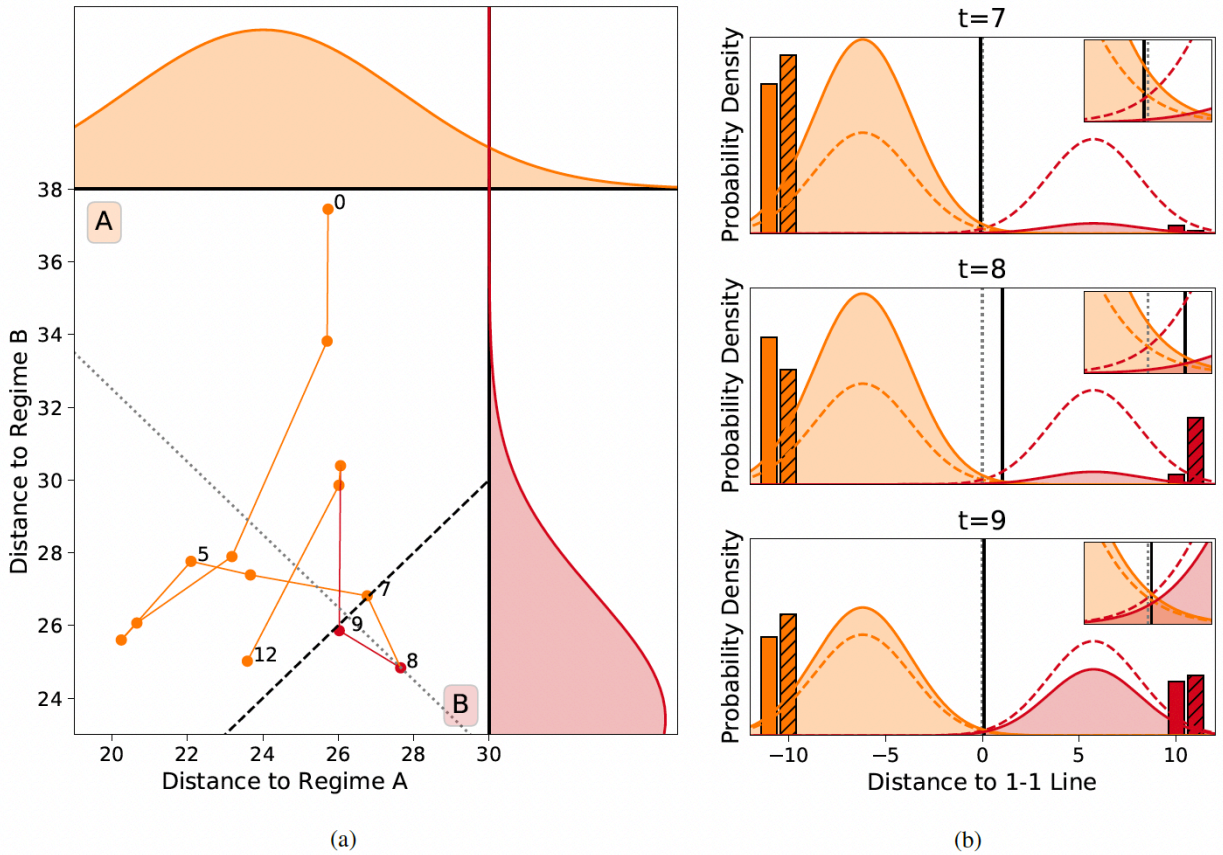 A
0
5
7
9
8
12
B
38
36
34
32
30
28
26
24
Distance to Regime B
20
22
24
26
28
30
Distance to Regime A
(a)
t=7
Probability Density
t=8
Probability Density
t=9
Probability Density
−10
−5
0
5
10
Distance to 1-1 Line
(b)